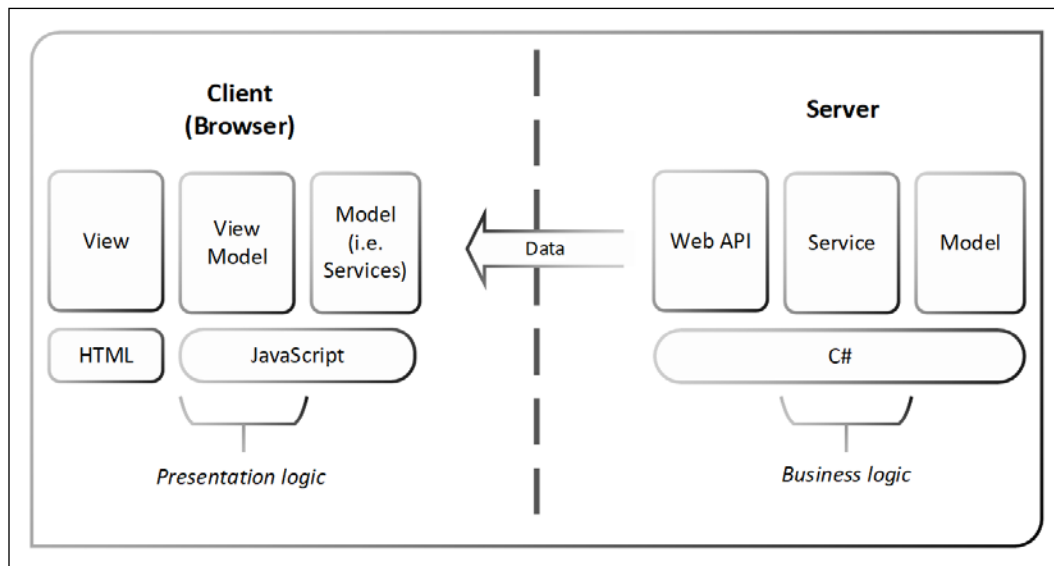 Client
(Browser)
Server
View
View
Model
Model
(i.e.
Services)
Data
Web API
Service
Model
HTML
JavaScript
C#
Presentation logic
Business logic